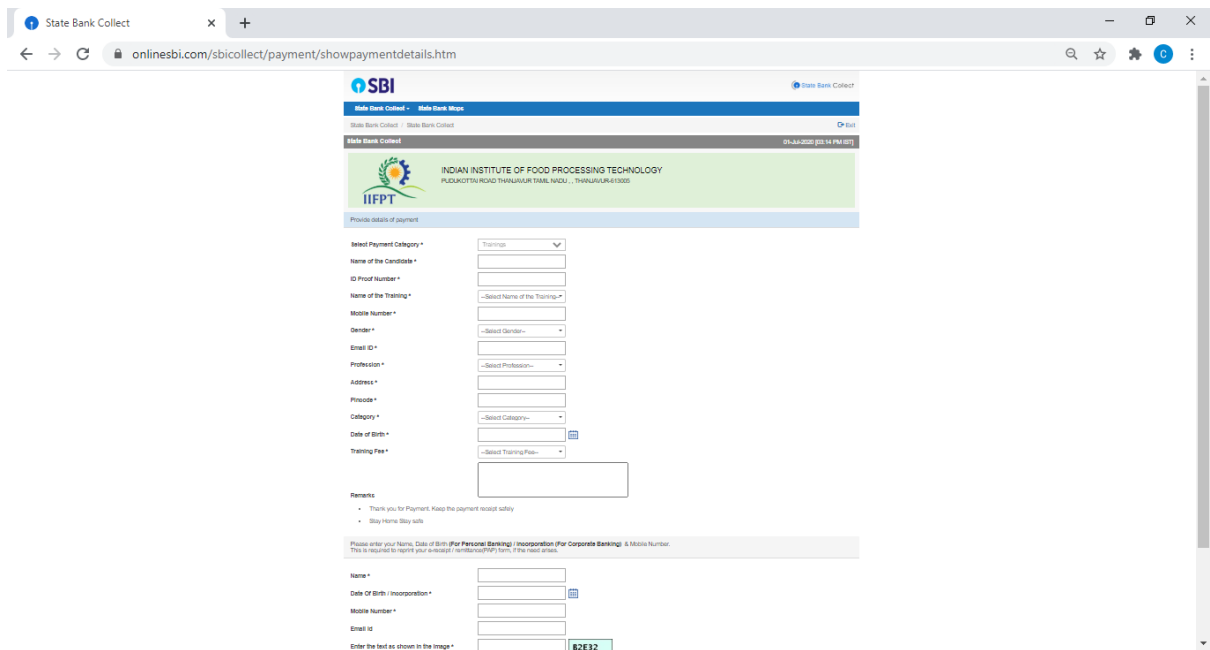 State Bank Collect
onlinesbi.com/sbicollect/payment/showpaymentdetails.htm
C
SBI
State Bank Collect
State Bank Collect State Bank Mops
State Bank Collect / State Bank Collect
Exit
State Bank Collect
01-Jul-2020 [03:14 PM IST]
IIFPT
INDIAN INSTITUTE OF FOOD PROCESSING TECHNOLOGY
PUDUKOTTAI ROAD THANJAVUR TAMIL NADU , , THANJAVUR-613005
Provide details of payment
Select Payment Category *
Trainings
Name of the Candidate *
ID Proof Number *
Name of the Training *
--Select Name of the Training--
Mobile Number *
Gender *
--Select Gender--
Email ID *
Profession *
--Select Profession--
Address *
Pincode *
Category *
--Select Category--
Date of Birth *
Training Fee *
--Select Training Fee--
Remarks
• Thank you for Payment. Keep the payment receipt safely
• Stay Home Stay safe
Please enter your Name, Date of Birth (For Personal Banking) / Incorporation (For Corporate Banking) & Mobile Number.
This is required to reprint your e-receipt / remittance(PAP) form, if the need arises.
Name *
Date Of Birth / Incorporation *
Mobile Number *
Email Id
Enter the text as shown in the image *
B2E32